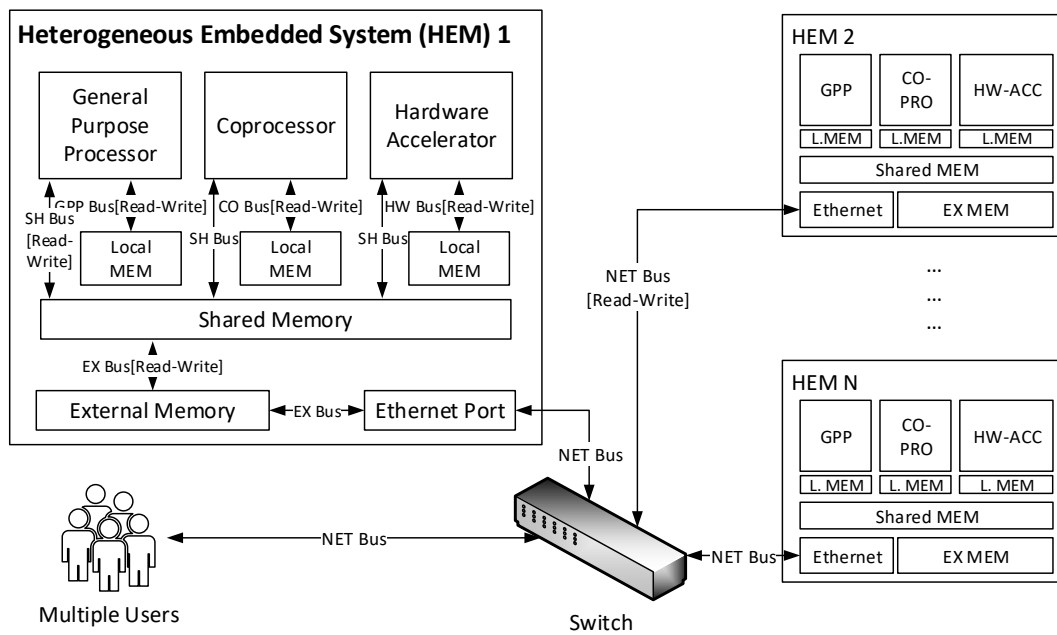 Heterogeneous Embedded System (HEM) 1
General
Purpose
Processor
Coprocessor
Hardware
Accelerator
GPP Bus[Read-Write]
CO Bus[Read-Write]
HW Bus[Read-Write]
SH Bus
[Read-
Write]
SH Bus
SH Bus
Local
MEM
Local
MEM
Local
MEM
Shared Memory
EX Bus[Read-Write]
External Memory
EX Bus
Ethernet Port
NET Bus
Multiple Users
NET Bus
Switch
NET Bus
[Read-Write]
NET Bus
HEM 2
GPP
CO-
PRO
HW-ACC
L.MEM
L.MEM
L.MEM
Shared MEM
Ethernet
EX MEM
...
...
...
HEM N
GPP
CO-
PRO
HW-ACC
L. MEM
L. MEM
L. MEM
Shared MEM
Ethernet
EX MEM